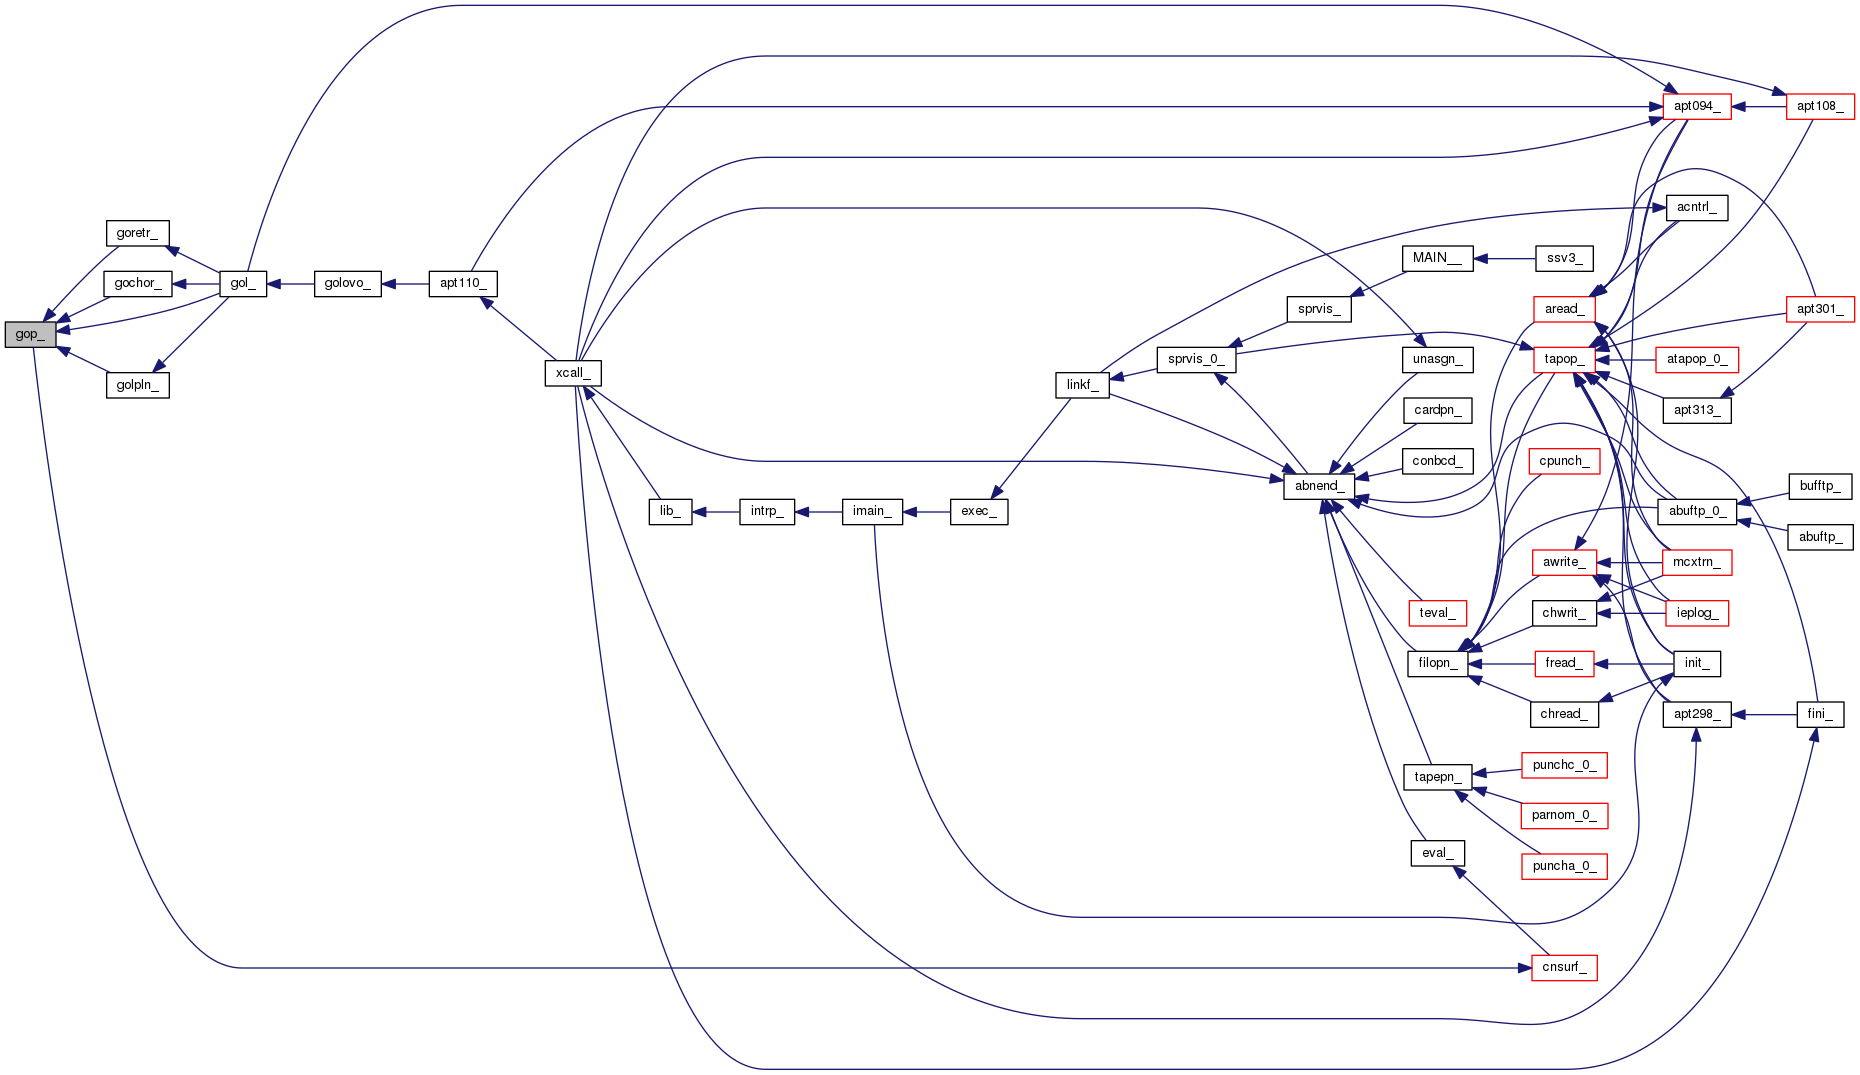 apt094_
apt108_
acntrl_
goretr_
MAIN__
ssv3_
gochor_
gol_
golovo_
apt110_
sprvis_
aread_
apt301_
gop_
sprvis_0_
unasgn_
tapop_
atapop_0_
xcall_
golpln_
linkf_
cardpn_
apt313_
conbcd_
cpunch_
abnend_
bufftp_
lib_
intrp_
imain_
exec_
abuftp_0_
abuftp_
awrite_
mcxtrn_
teval_
chwrit_
ieplog_
filopn_
fread_
init_
chread_
apt298_
fini_
punchc_0_
tapepn_
parnom_0_
eval_
puncha_0_
cnsurf_